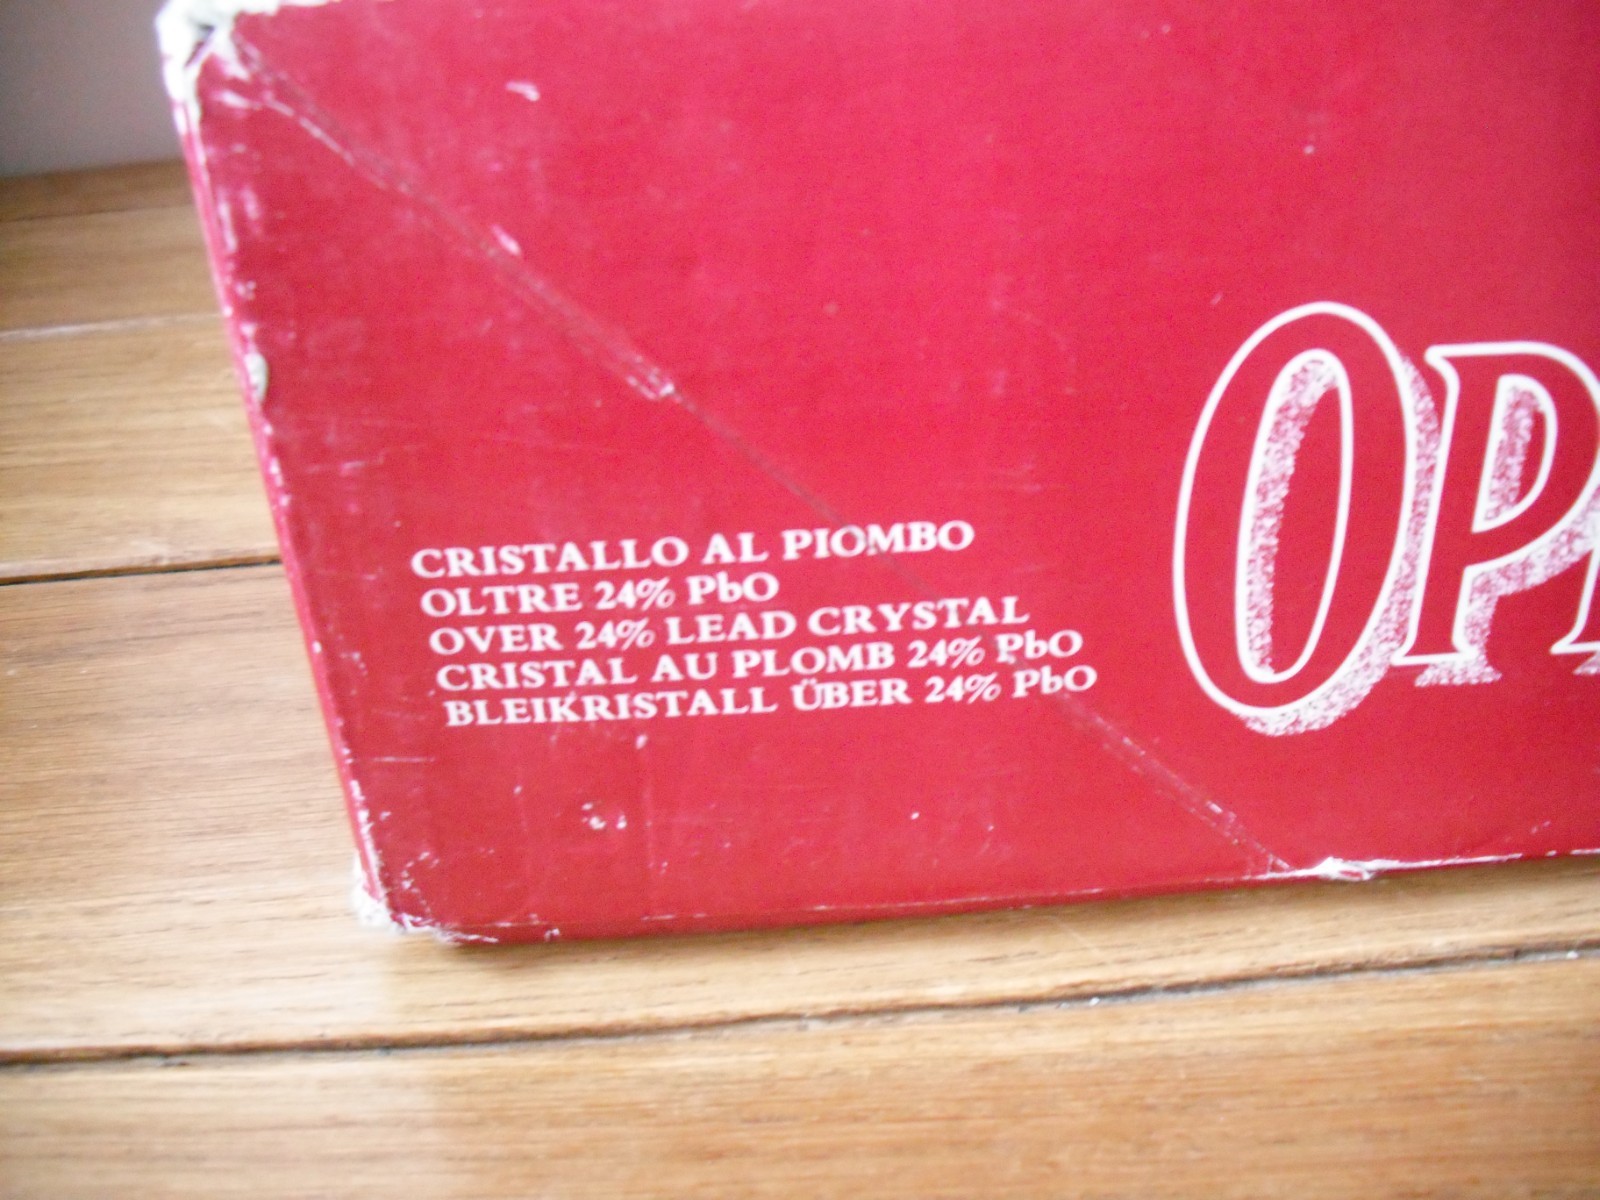 CRISTALLO AL PIOMBO
OLTRE 24% PbO
OVER 24% LEAD CRYSTAL
CRISTAL AU PLOMB 24% PbO
BLEIKRISTALL ÜBER 24% PbO
OP